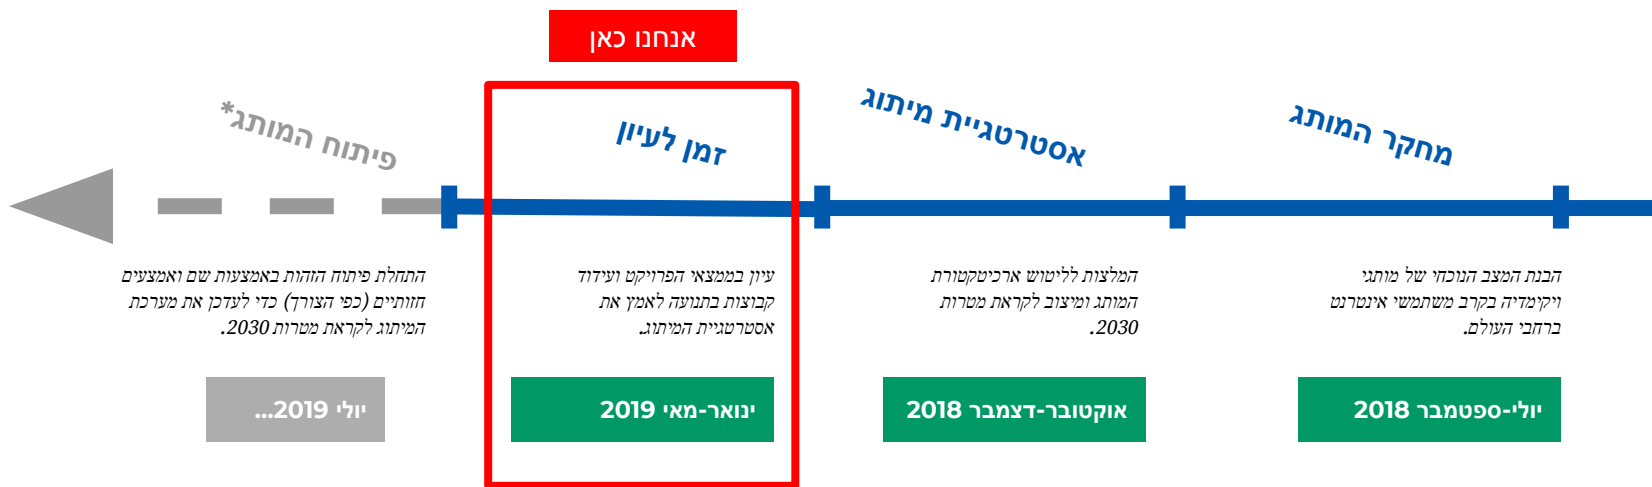 אנחנו כאן
מחקר המותג
אסטרטגיית מיתוג
זמן לעיון
פיתוח המותג*
הבנת המצב הנוכחי של מותגי
ויקימדיה בקרב משתמשי אינטרנט
ברחבי העולם.
המלצות לליטוש ארכיטקטורת
המותג ומיצוב לקראת מטרות
2030.
עיון בממצאי הפרויקט ועידוד
קבוצות בתנועה לאמץ את
אסטרטגיית המיתוג.
התחלת פיתוח הזהות באמצעות שם ואמצעים
חזותיים (כפי הצורך) כדי לעדכן את מערכת
המיתוג לקראת מטרות 2030.
יולי-ספטמבר 2018
אוקטובר-דצמבר 2018
ינואר-מאי 2019
יולי 2019...